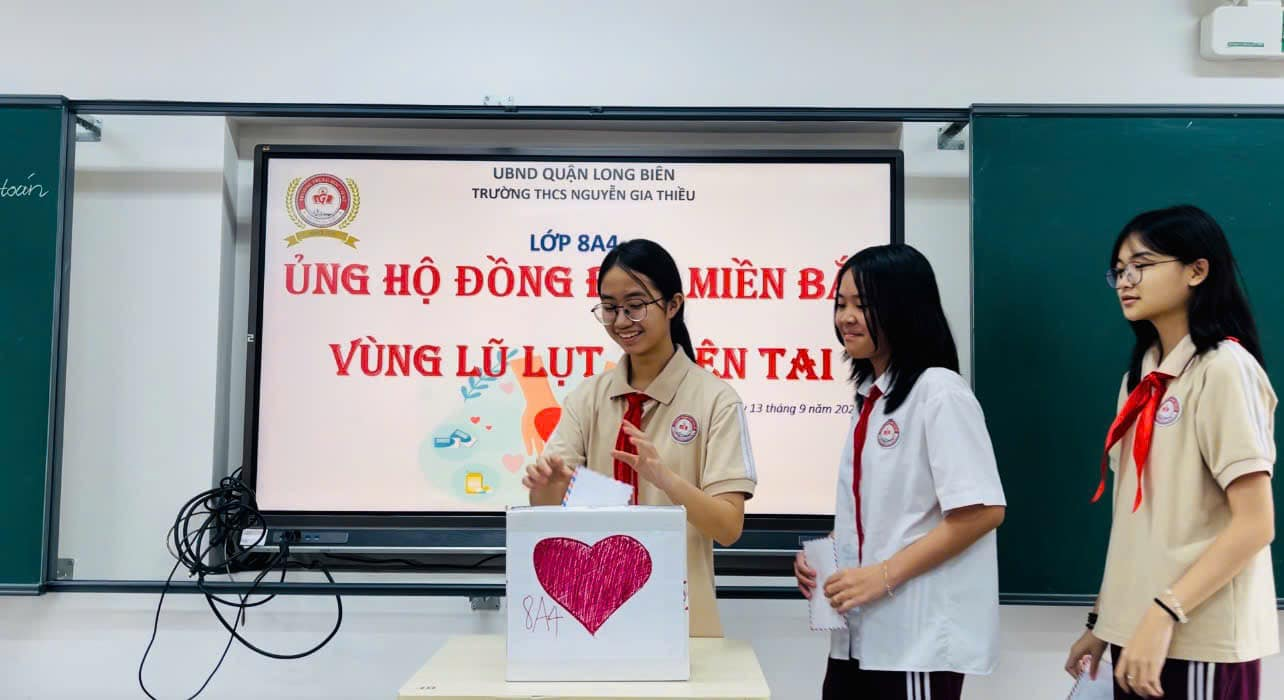 toán
UBND QUẬN LONG BIÊN
TRƯỜNG THCS NGUYỄN GIA THIỀU
LỚP 8A4
ỦNG HỘ ĐỒNG MIỀN
VÙNG LŨ LỤT TAI
13 tháng 9 năm
8A4